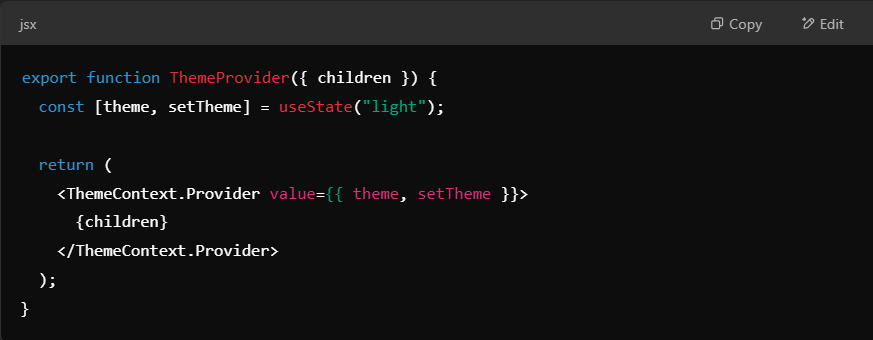 jsx Copy Edit
export function ThemeProvider({ children }) {
  const [theme, setTheme] = useState("light");
  return (
    <ThemeContext.Provider value={{ theme, setTheme }}>
      {children}
    </ThemeContext.Provider>
  );
}